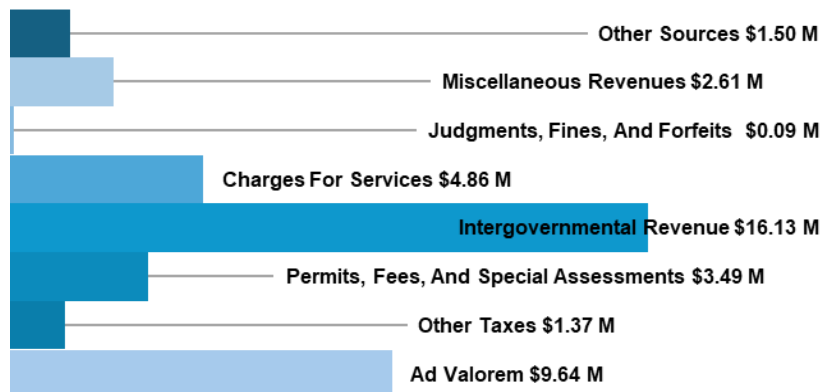 Other Sources $1.50 M
Miscellaneous Revenues $2.61 M
Judgments, Fines, And Forfeits $0.09 M
Charges For Services $4.86 M
Intergovernmental Revenue $16.13 M
Permits, Fees, And Special Assessments $3.49 M
Other Taxes $1.37 M
Ad Valorem $9.64 M